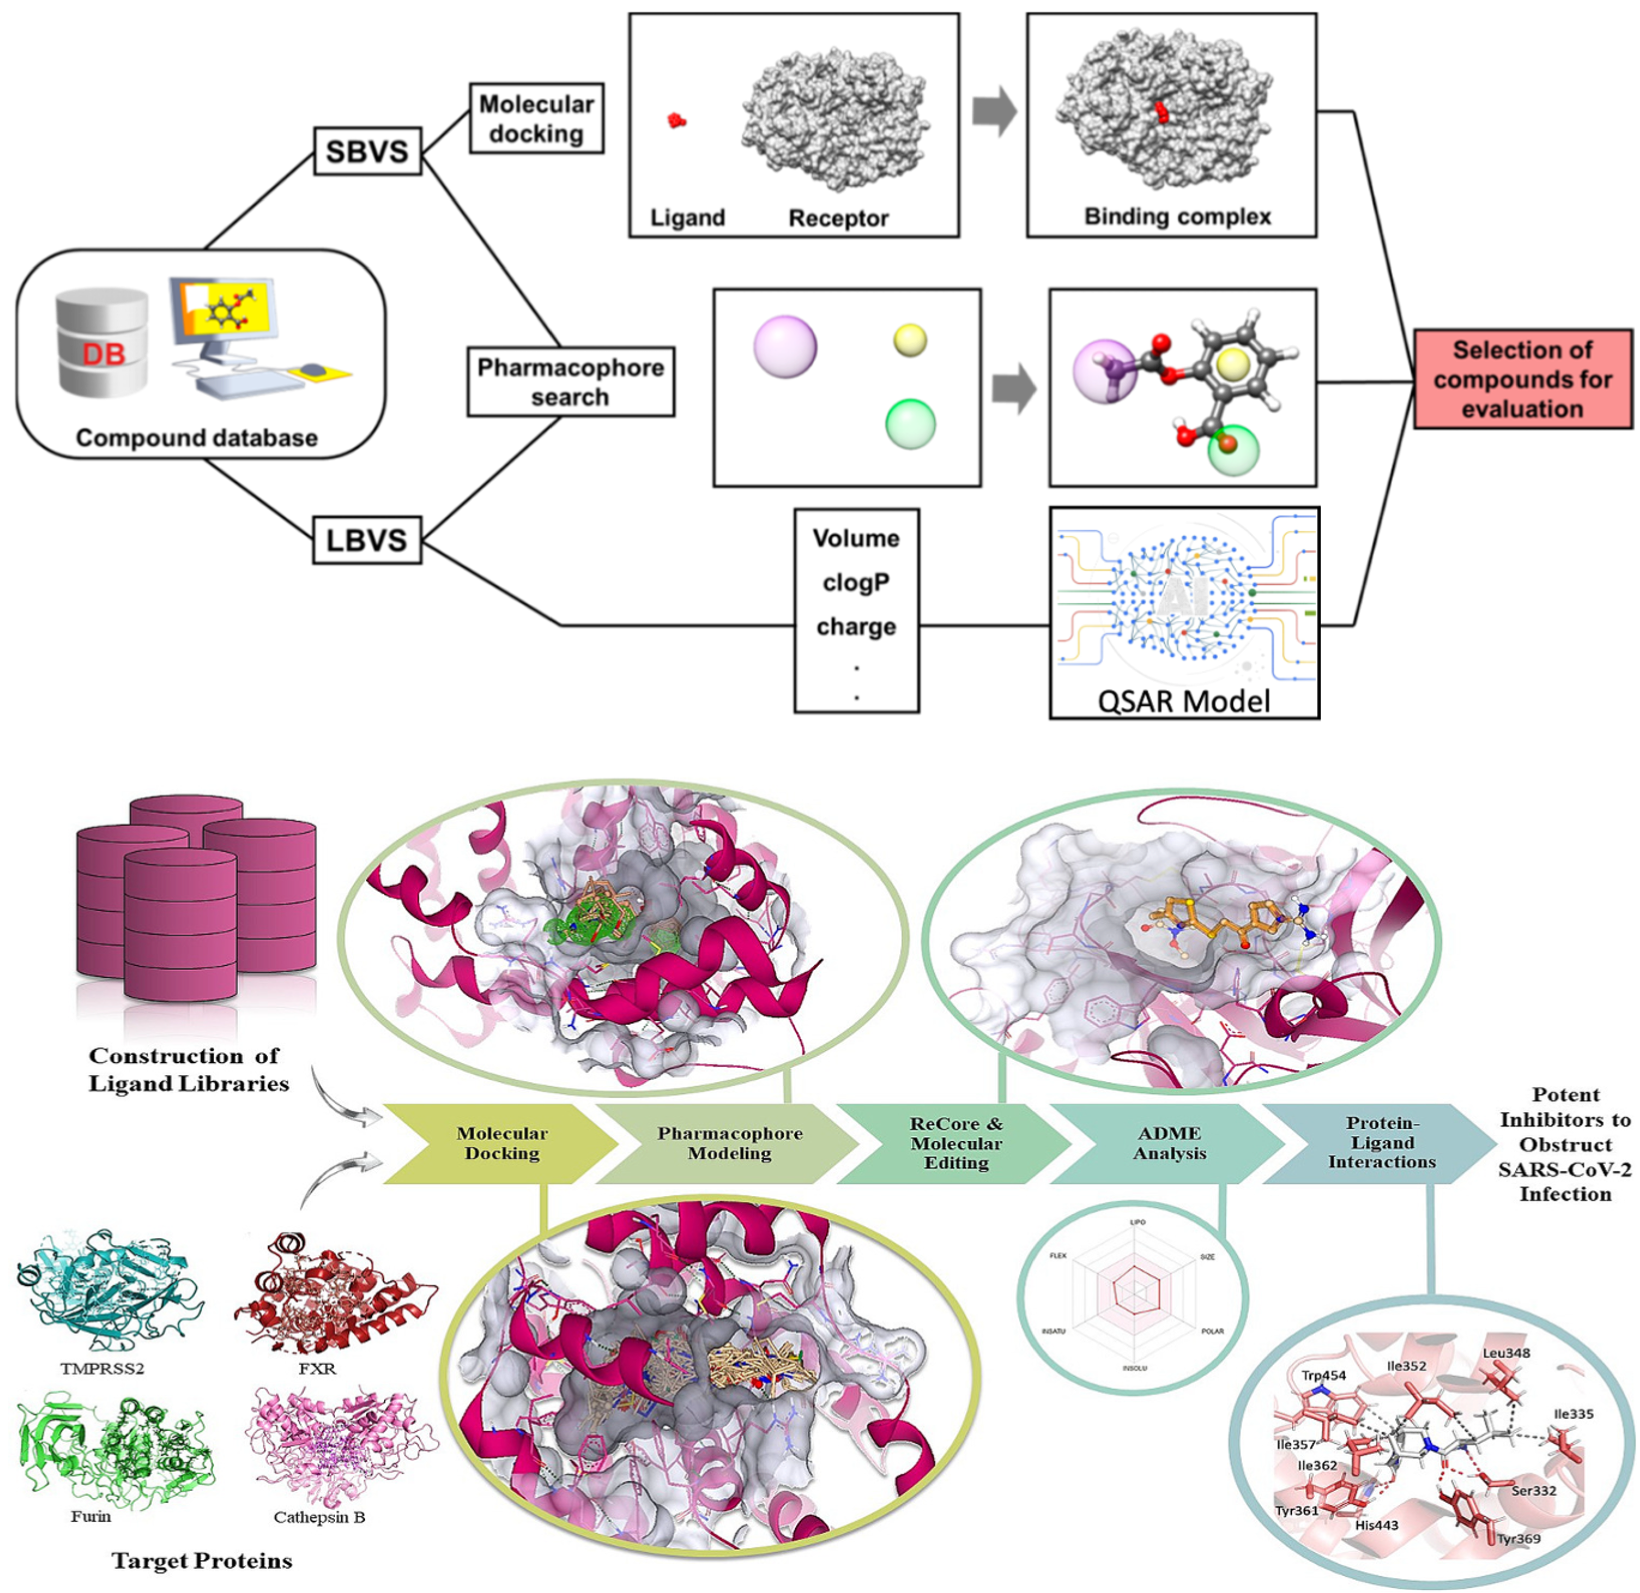 Molecular
docking
SBVS
Ligand
Receptor
Binding complex
DB
Compound database
Pharmacophore
search
Selection of
compounds for
evaluation
LBVS
Volume
clogP
charge
.
.
AI
QSAR Model
Construction of
Ligand Libraries
Molecular
Docking
Pharmacophore
Modeling
ReCore &
Molecular
Editing
ADME
Analysis
Protein-
Ligand
Interactions
Potent
Inhibitors to
Obstruct
SARS-CoV-2
Infection
TMPRSS2
FXR
Furin
Cathepsin B
Target Proteins
LIPO
FLEX
SIZE
INSATU
POLAR
INSOLU
Trp454
Ile352
Leu348
Ile335
Ile357
Ile362
Ser332
Tyr361
His443
Tyr369